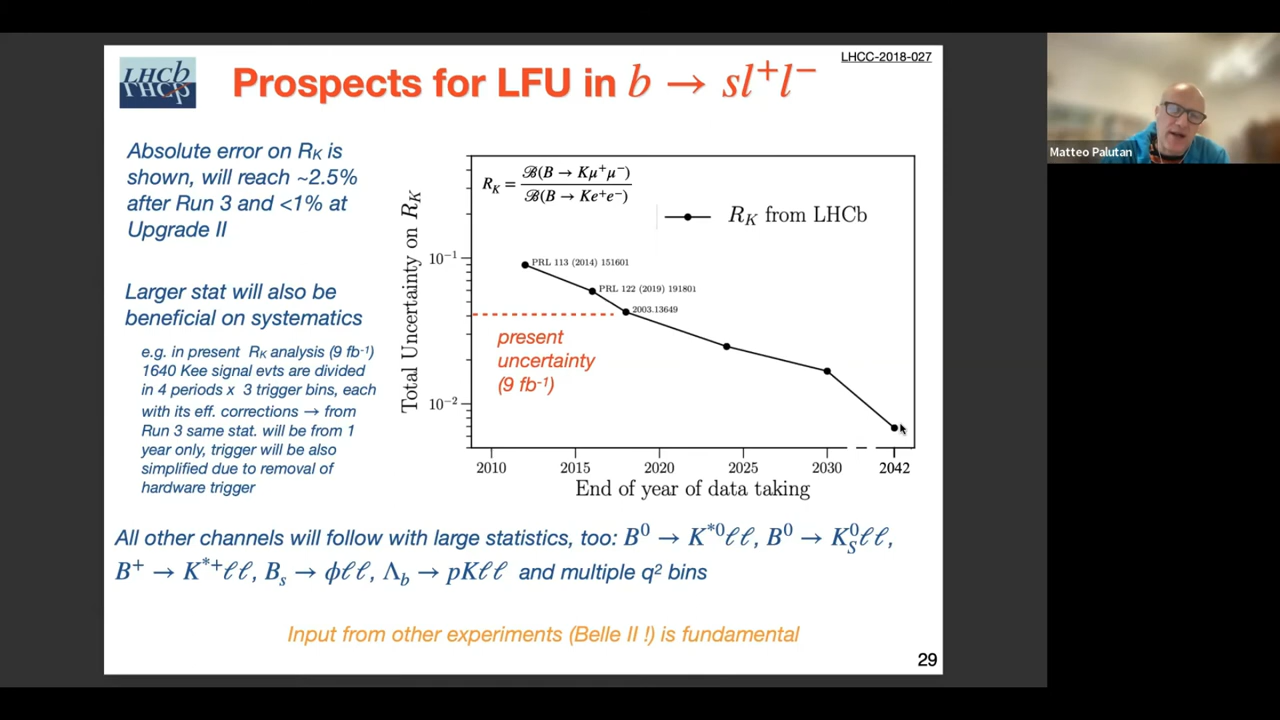 LHCC-2018-027
LHCb
LHCp
Prospects for LFU in b → sl⁺l⁻
Matteo Palutan
Absolute error on R_K is
shown, will reach ~2.5%
after Run 3 and <1% at
Upgrade II
Larger stat will also be
beneficial on systematics
e.g. in present R_K analysis (9 fb⁻¹)
1640 Kee signal evts are divided
in 4 periods x 3 trigger bins, each
with its eff. corrections → from
Run 3 same stat. will be from 1
year only, trigger will be also
simplified due to removal of
hardware trigger
R_K = ℬ(B → Kμ⁺μ⁻) / ℬ(B → Ke⁺e⁻)
R_K from LHCb
Total Uncertainty on R_K
10⁻¹
10⁻²
PRL 113 (2014) 151601
PRL 122 (2019) 191801
2003.13649
present
uncertainty
(9 fb⁻¹)
2010 2015 2020 2025 2030 2042
End of year of data taking
All other channels will follow with large statistics, too: B⁰ → K*⁰ℓℓ, B⁰ → K_S⁰ℓℓ,
B⁺ → K*⁺ℓℓ, B_s → ϕℓℓ, Λ_b → pKℓℓ and multiple q² bins
Input from other experiments (Belle II !) is fundamental
29